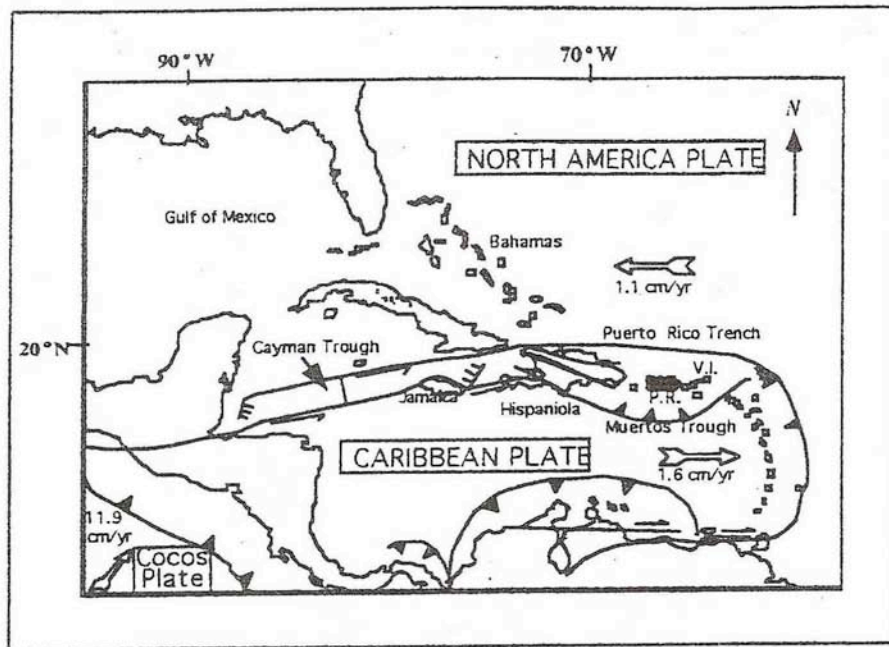 90° W
70° W
N
NORTH AMERICA PLATE
Gulf of Mexico
Bahamas
1.1 cm/yr
20° N
Puerto Rico Trench
Cayman Trough
V.I.
P.R.
Jamaica
Hispaniola
Muertos Trough
CARIBBEAN PLATE
1.6 cm/yr
11.9
cm/yr
Cocos
Plate